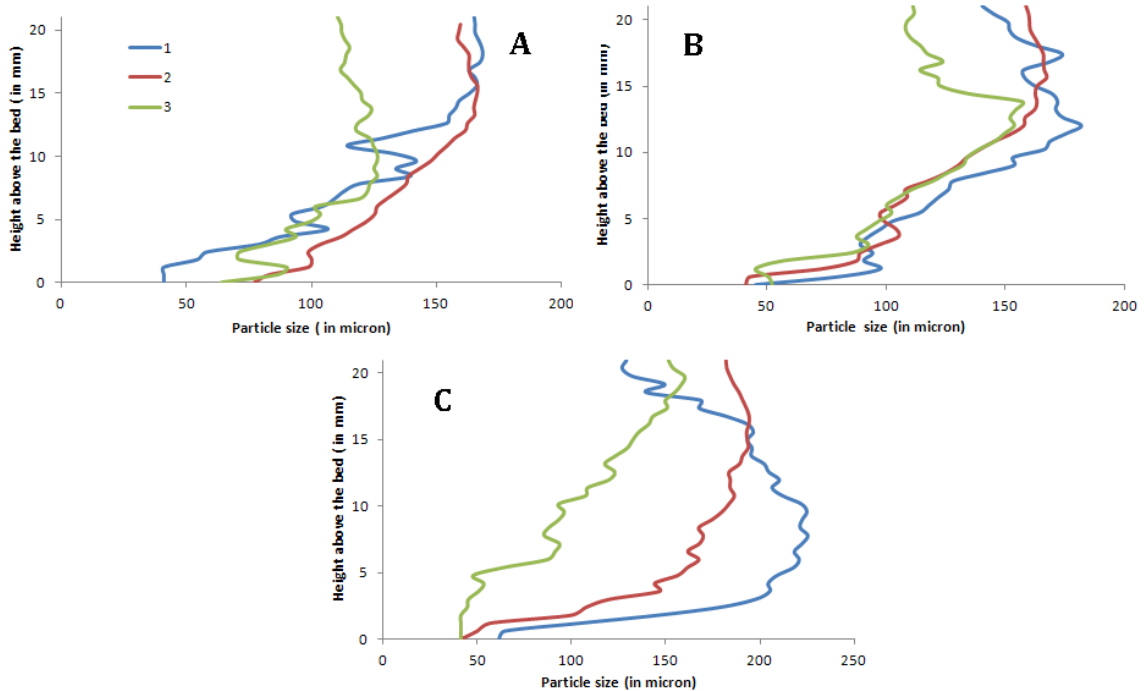 A
Height above the bed ( in mm)
20
15
10
5
0
1
2
3
0 50 100 150 200
Particle size ( in micron)
B
Height above the bed (in mm)
20
15
10
5
0
0 50 100 150 200
Particle size (in micron)
C
Height above the bed ( in mm)
20
15
10
5
0
0 50 100 150 200 250
Particle size (in micron)